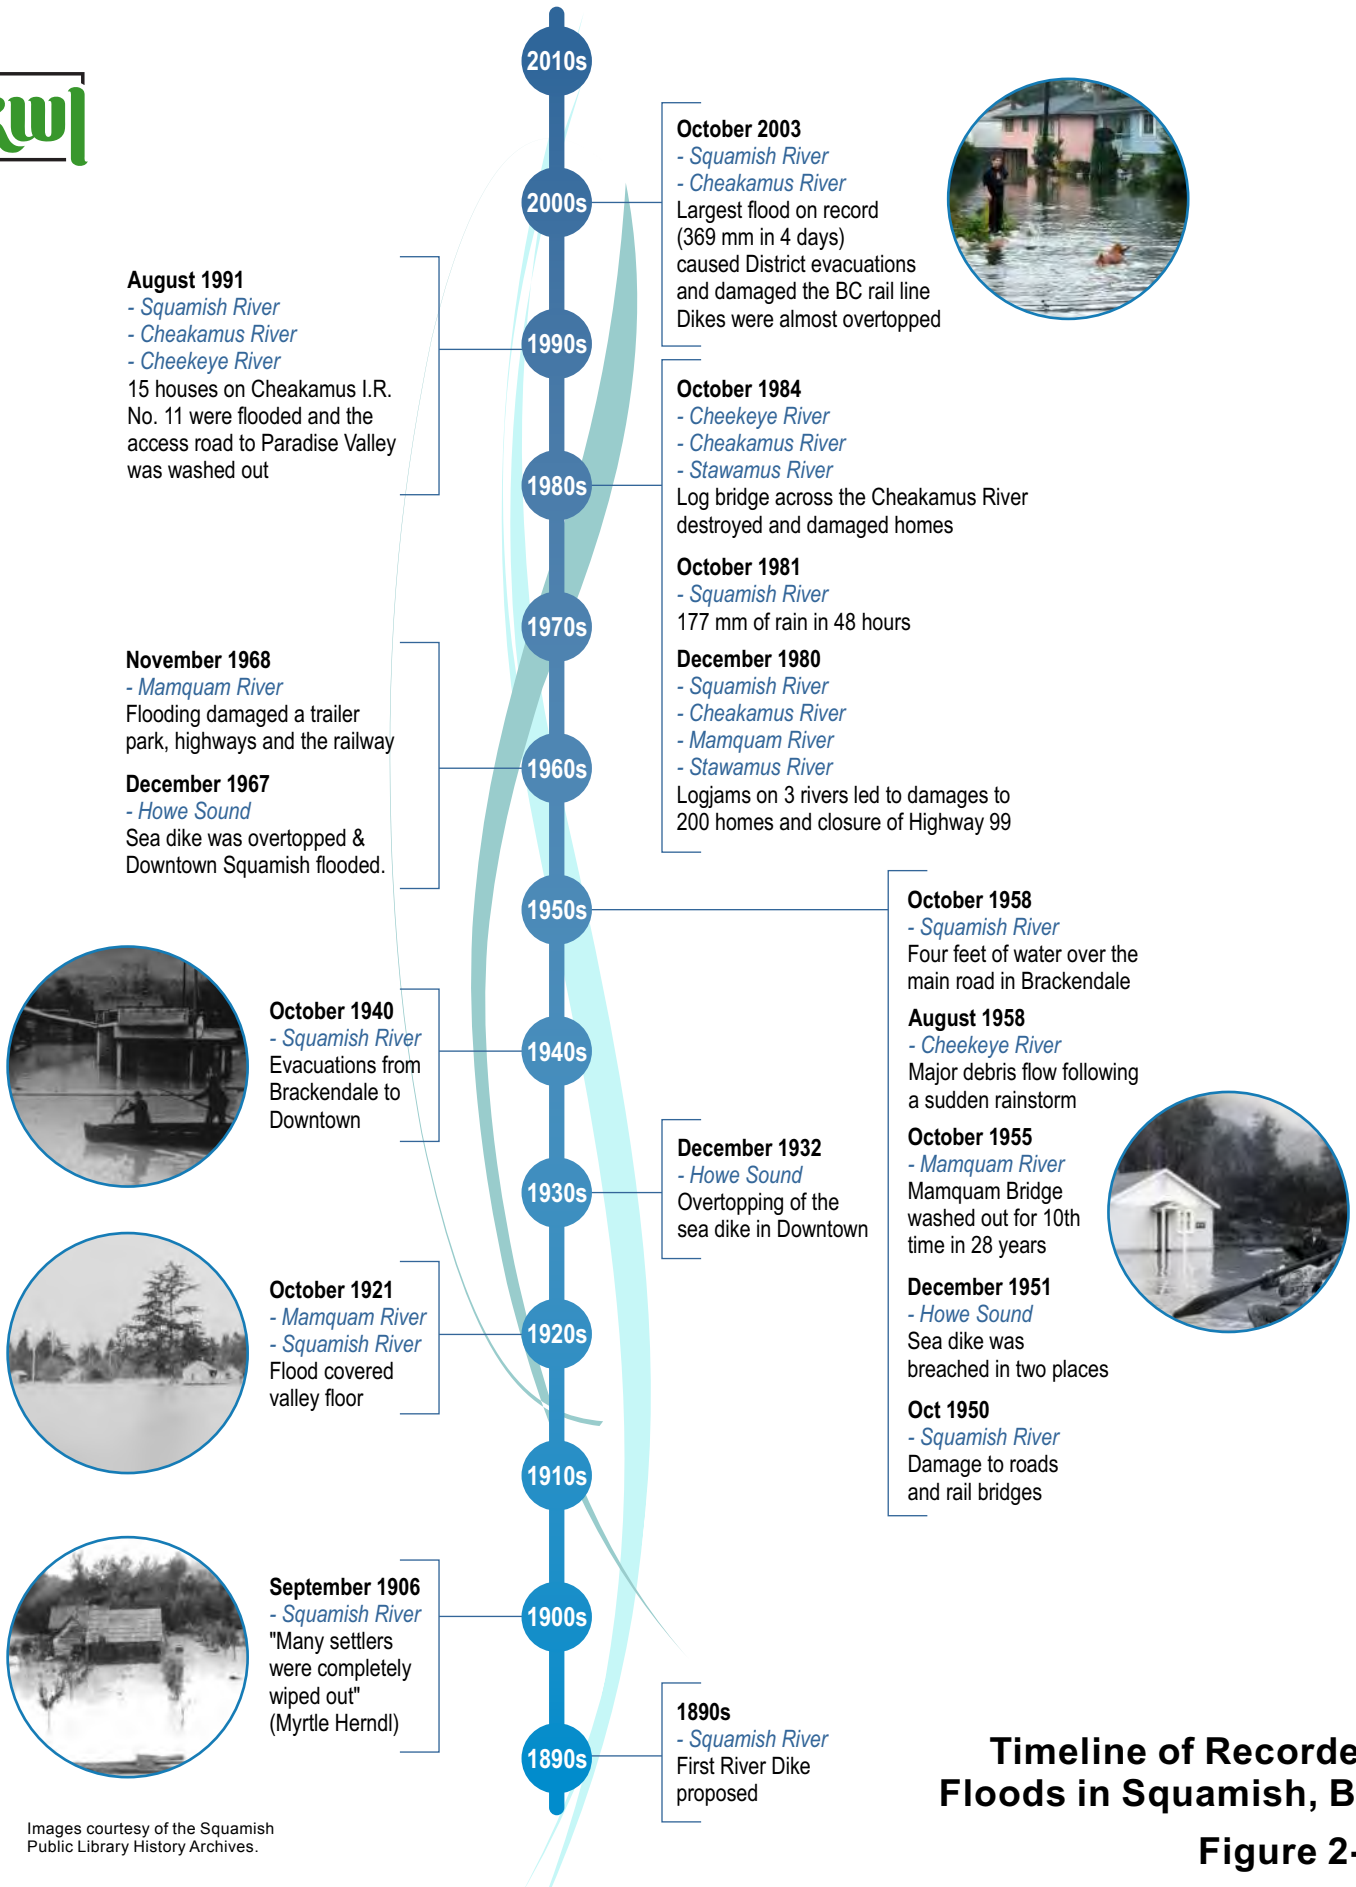 2010s
kwl
October 2003
- Squamish River
- Cheakamus River
Largest flood on record
(369 mm in 4 days)
caused District evacuations
and damaged the BC rail line
Dikes were almost overtopped
2000s
August 1991
- Squamish River
- Cheakamus River
- Cheekeye River
15 houses on Cheakamus I.R.
No. 11 were flooded and the
access road to Paradise Valley
was washed out
1990s
October 1984
- Cheekeye River
- Cheakamus River
- Stawamus River
Log bridge across the Cheakamus River
destroyed and damaged homes
October 1981
- Squamish River
177 mm of rain in 48 hours
December 1980
- Squamish River
- Cheakamus River
- Mamquam River
- Stawamus River
Logjams on 3 rivers led to damages to
200 homes and closure of Highway 99
1980s
1970s
November 1968
- Mamquam River
Flooding damaged a trailer
park, highways and the railway
December 1967
- Howe Sound
Sea dike was overtopped &
Downtown Squamish flooded.
1960s
1950s
October 1958
- Squamish River
Four feet of water over the
main road in Brackendale
August 1958
- Cheekeye River
Major debris flow following
a sudden rainstorm
October 1955
- Mamquam River
Mamquam Bridge
washed out for 10th
time in 28 years
December 1951
- Howe Sound
Sea dike was
breached in two places
Oct 1950
- Squamish River
Damage to roads
and rail bridges
October 1940
- Squamish River
Evacuations from
Brackendale to
Downtown
1940s
December 1932
- Howe Sound
Overtopping of the
sea dike in Downtown
1930s
October 1921
- Mamquam River
- Squamish River
Flood covered
valley floor
1920s
1910s
September 1906
- Squamish River
"Many settlers
were completely
wiped out"
(Myrtle Herndl)
1900s
1890s
1890s
- Squamish River
First River Dike
proposed
Timeline of Recorde
Floods in Squamish, B
Figure 2-
Images courtesy of the Squamish
Public Library History Archives.